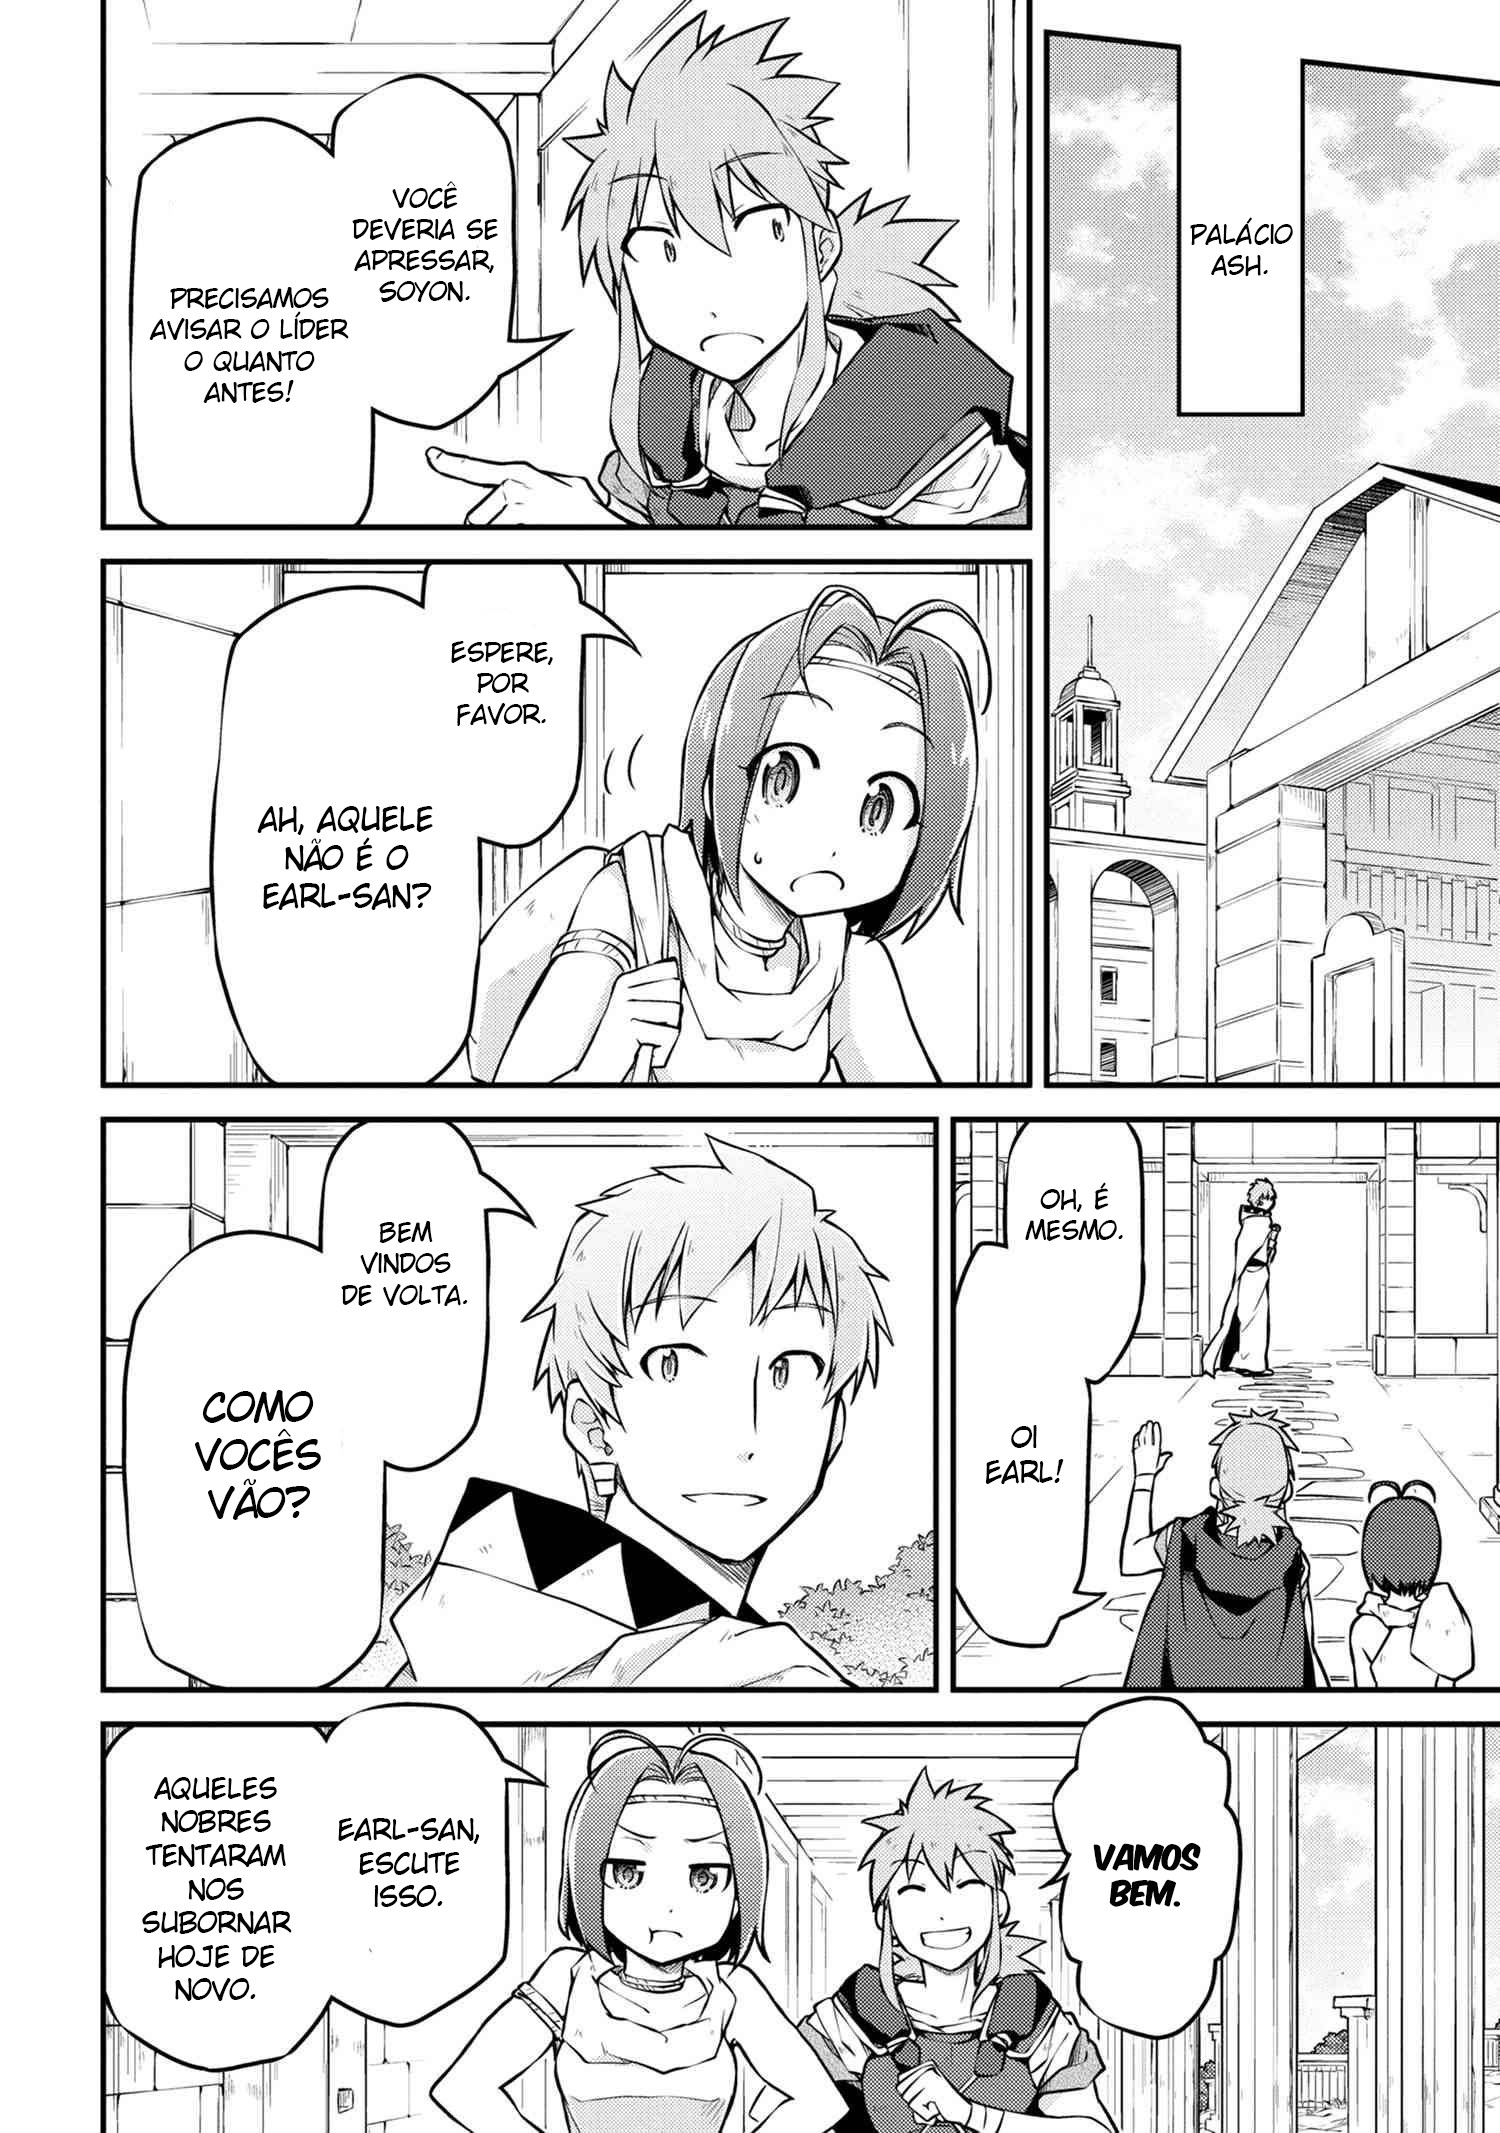 PALÁCIO
ASH.
VOCÊ
DEVERIA SE
APRESSAR,
SOYON.
PRECISAMOS
AVISAR O LÍDER
O QUANTO
ANTES!
ESPERE,
POR
FAVOR.
AH, AQUELE
NÃO É O
EARL-SAN?
OH, É
MESMO.
OI
EARL!
BEM
VINDOS
DE VOLTA.
COMO
VOCÊS
VÃO?
VAMOS
BEM.
EARL-SAN,
ESCUTE
ISSO.
AQUELES
NOBRES
TENTARAM
NOS
SUBORNAR
HOJE DE
NOVO.